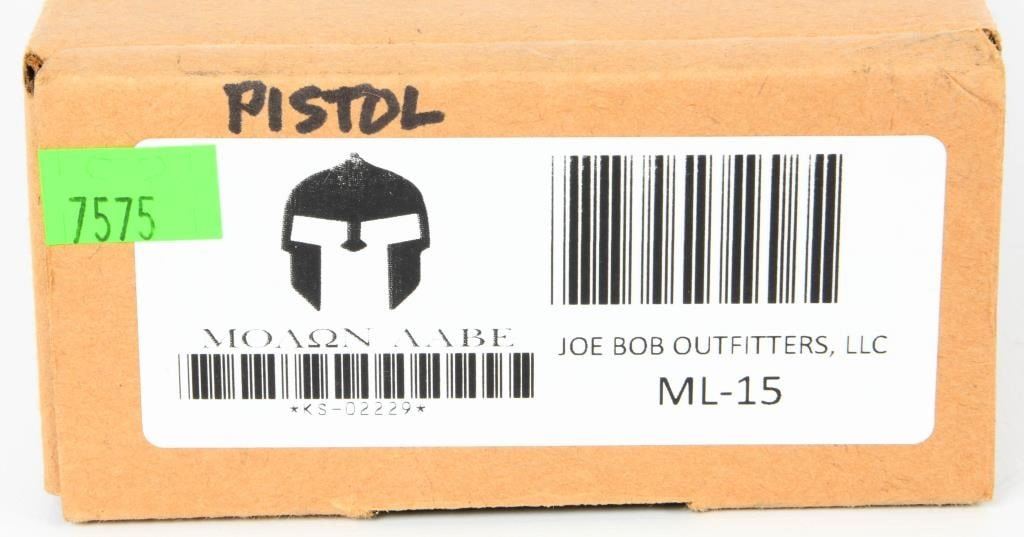 PISTOL
7575
ΜΟΛΩΝ ΛΑΒΕ
*KS-02229*
JOE BOB OUTFITTERS, LLC
ML-15